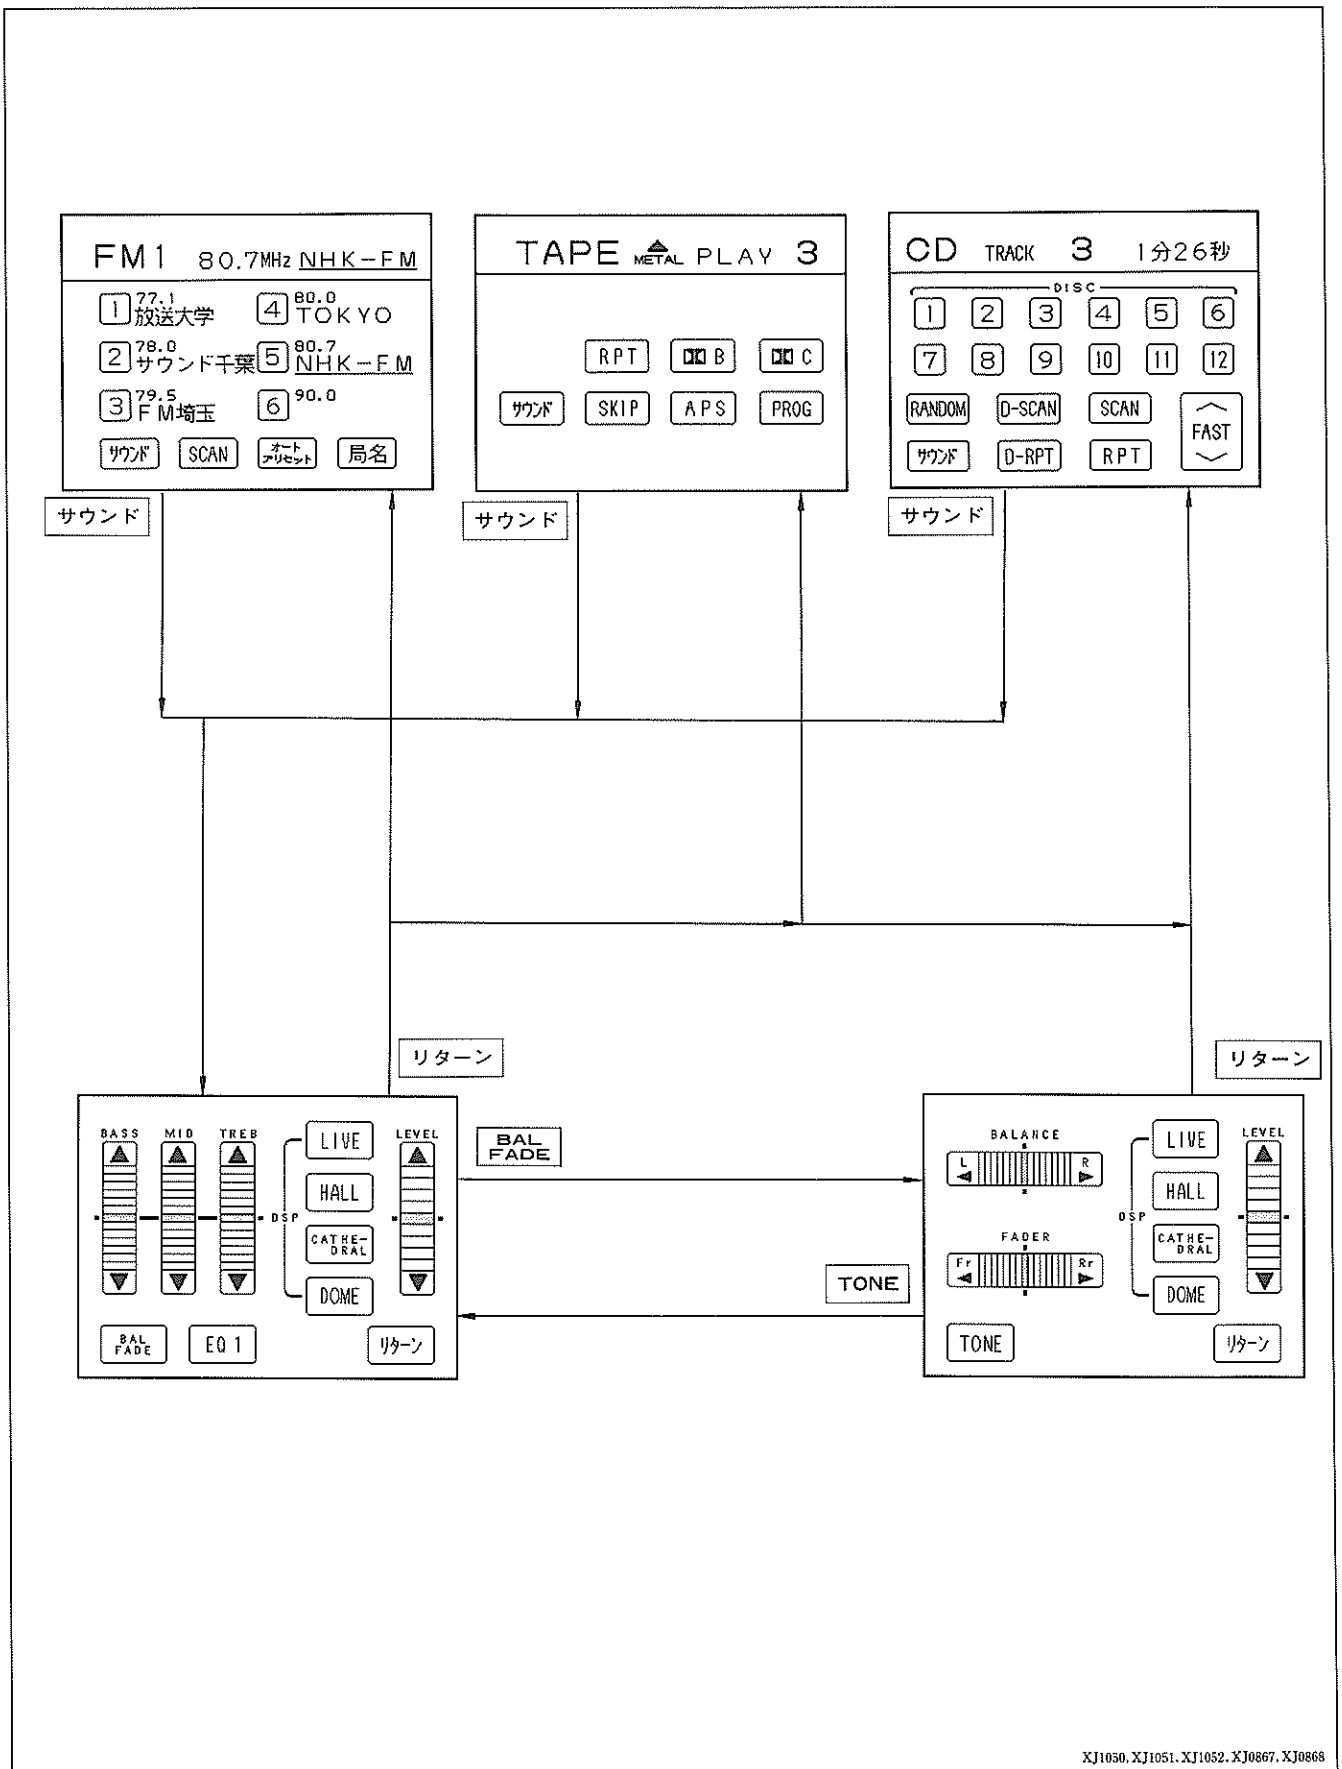 FM1 80.7MHz NHK-FM
1 77.1 放送大学 4 80.0 TOKYO
2 78.0 サウンド千葉 5 80.7 NHK-FM
3 79.5 FM埼玉 6 90.0
サウンド SCAN オートプリセット 局名
TAPE METAL PLAY 3
RPT B C
サウンド SKIP APS PROG
CD TRACK 3 1分26秒
DISC
1 2 3 4 5 6
7 8 9 10 11 12
RANDOM D-SCAN SCAN
サウンド D-RPT RPT
FAST
サウンド
サウンド
サウンド
リターン
リターン
BASS MID TREB
DSP
LIVE
HALL
CATHE-
DRAL
DOME
LEVEL
BAL
FADE
EQ 1
リターン
BAL
FADE
TONE
BALANCE
L R
FADER
Fr Rr
DSP
LIVE
HALL
CATHE-
DRAL
DOME
LEVEL
TONE
リターン
XJ1050, XJ1051, XJ1052, XJ0867, XJ0868